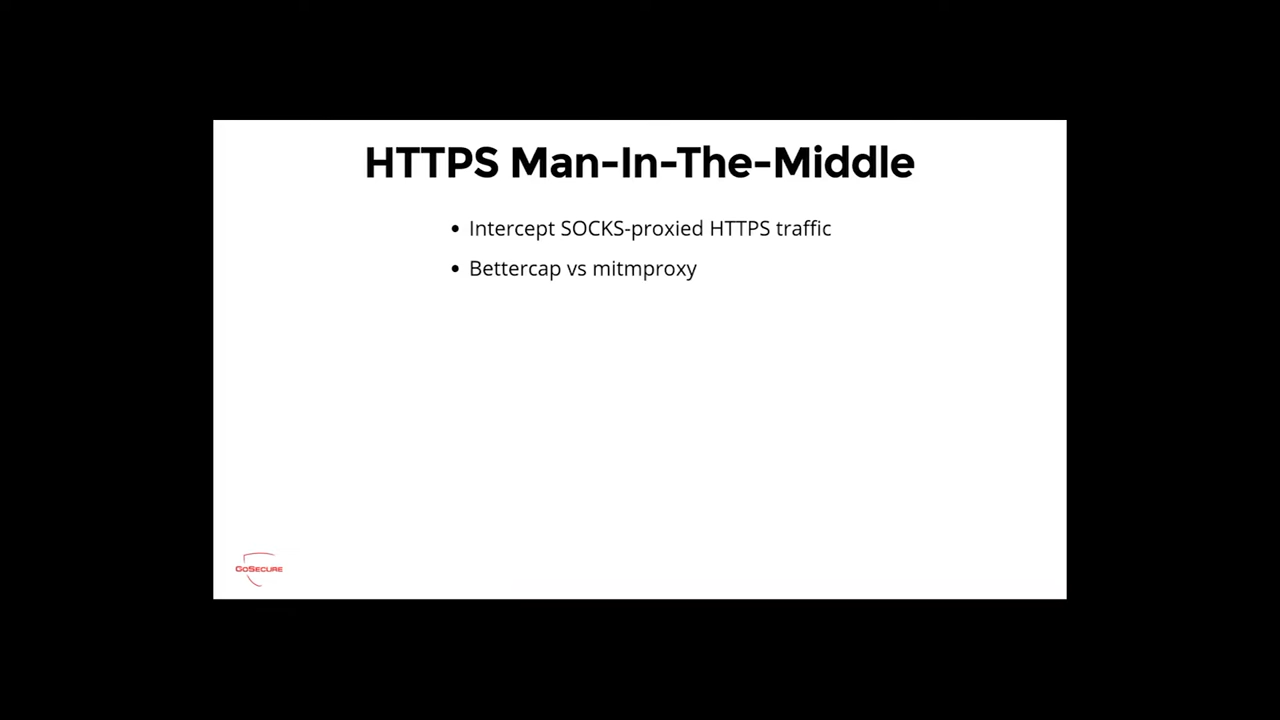 HTTPS Man-In-The-Middle
• Intercept SOCKS-proxied HTTPS traffic
• Bettercap vs mitmproxy
GoSecure